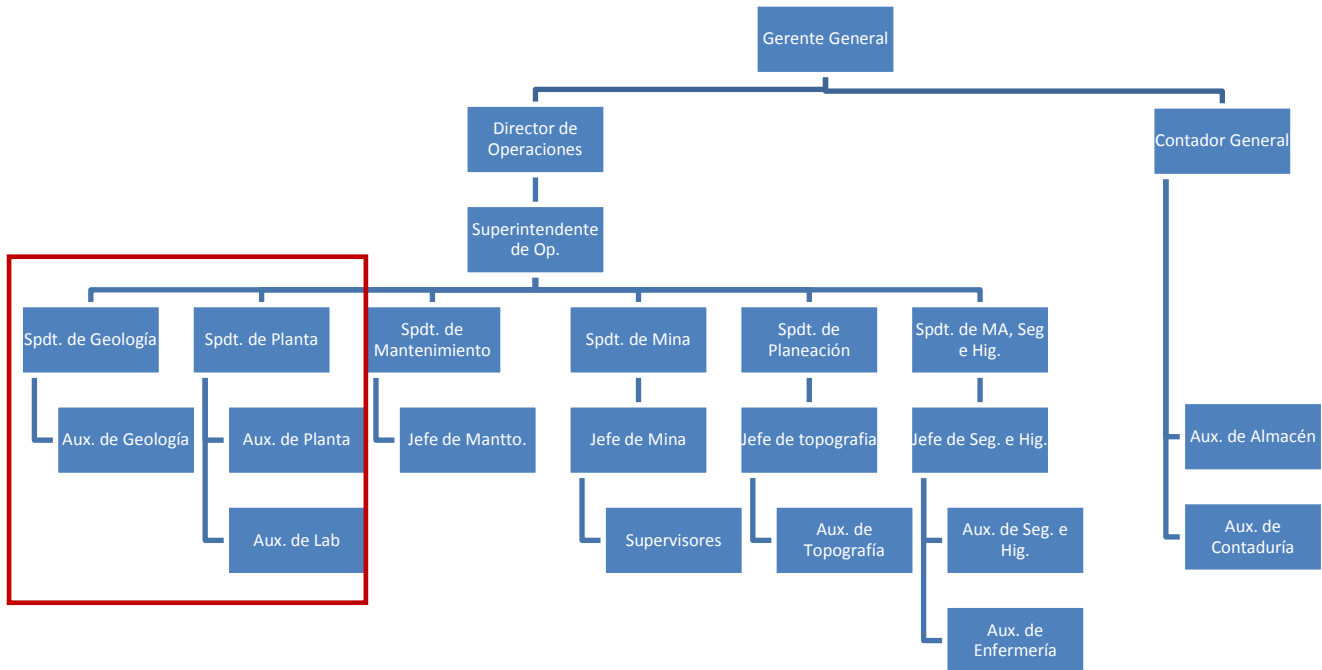 Gerente General
Director de
Operaciones
Contador General
Superintendente
de Op.
Spdt. de Geología
Spdt. de Planta
Spdt. de
Mantenimiento
Spdt. de Mina
Spdt. de
Planeación
Spdt. de MA, Seg
e Hig.
Aux. de Geología
Aux. de Planta
Jefe de Mantto.
Jefe de Mina
Jefe de topografia
Jefe de Seg. e Hig.
Aux. de Almacén
Aux. de Lab
Supervisores
Aux. de
Topografía
Aux. de Seg. e
Hig.
Aux. de
Contaduría
Aux. de
Enfermería